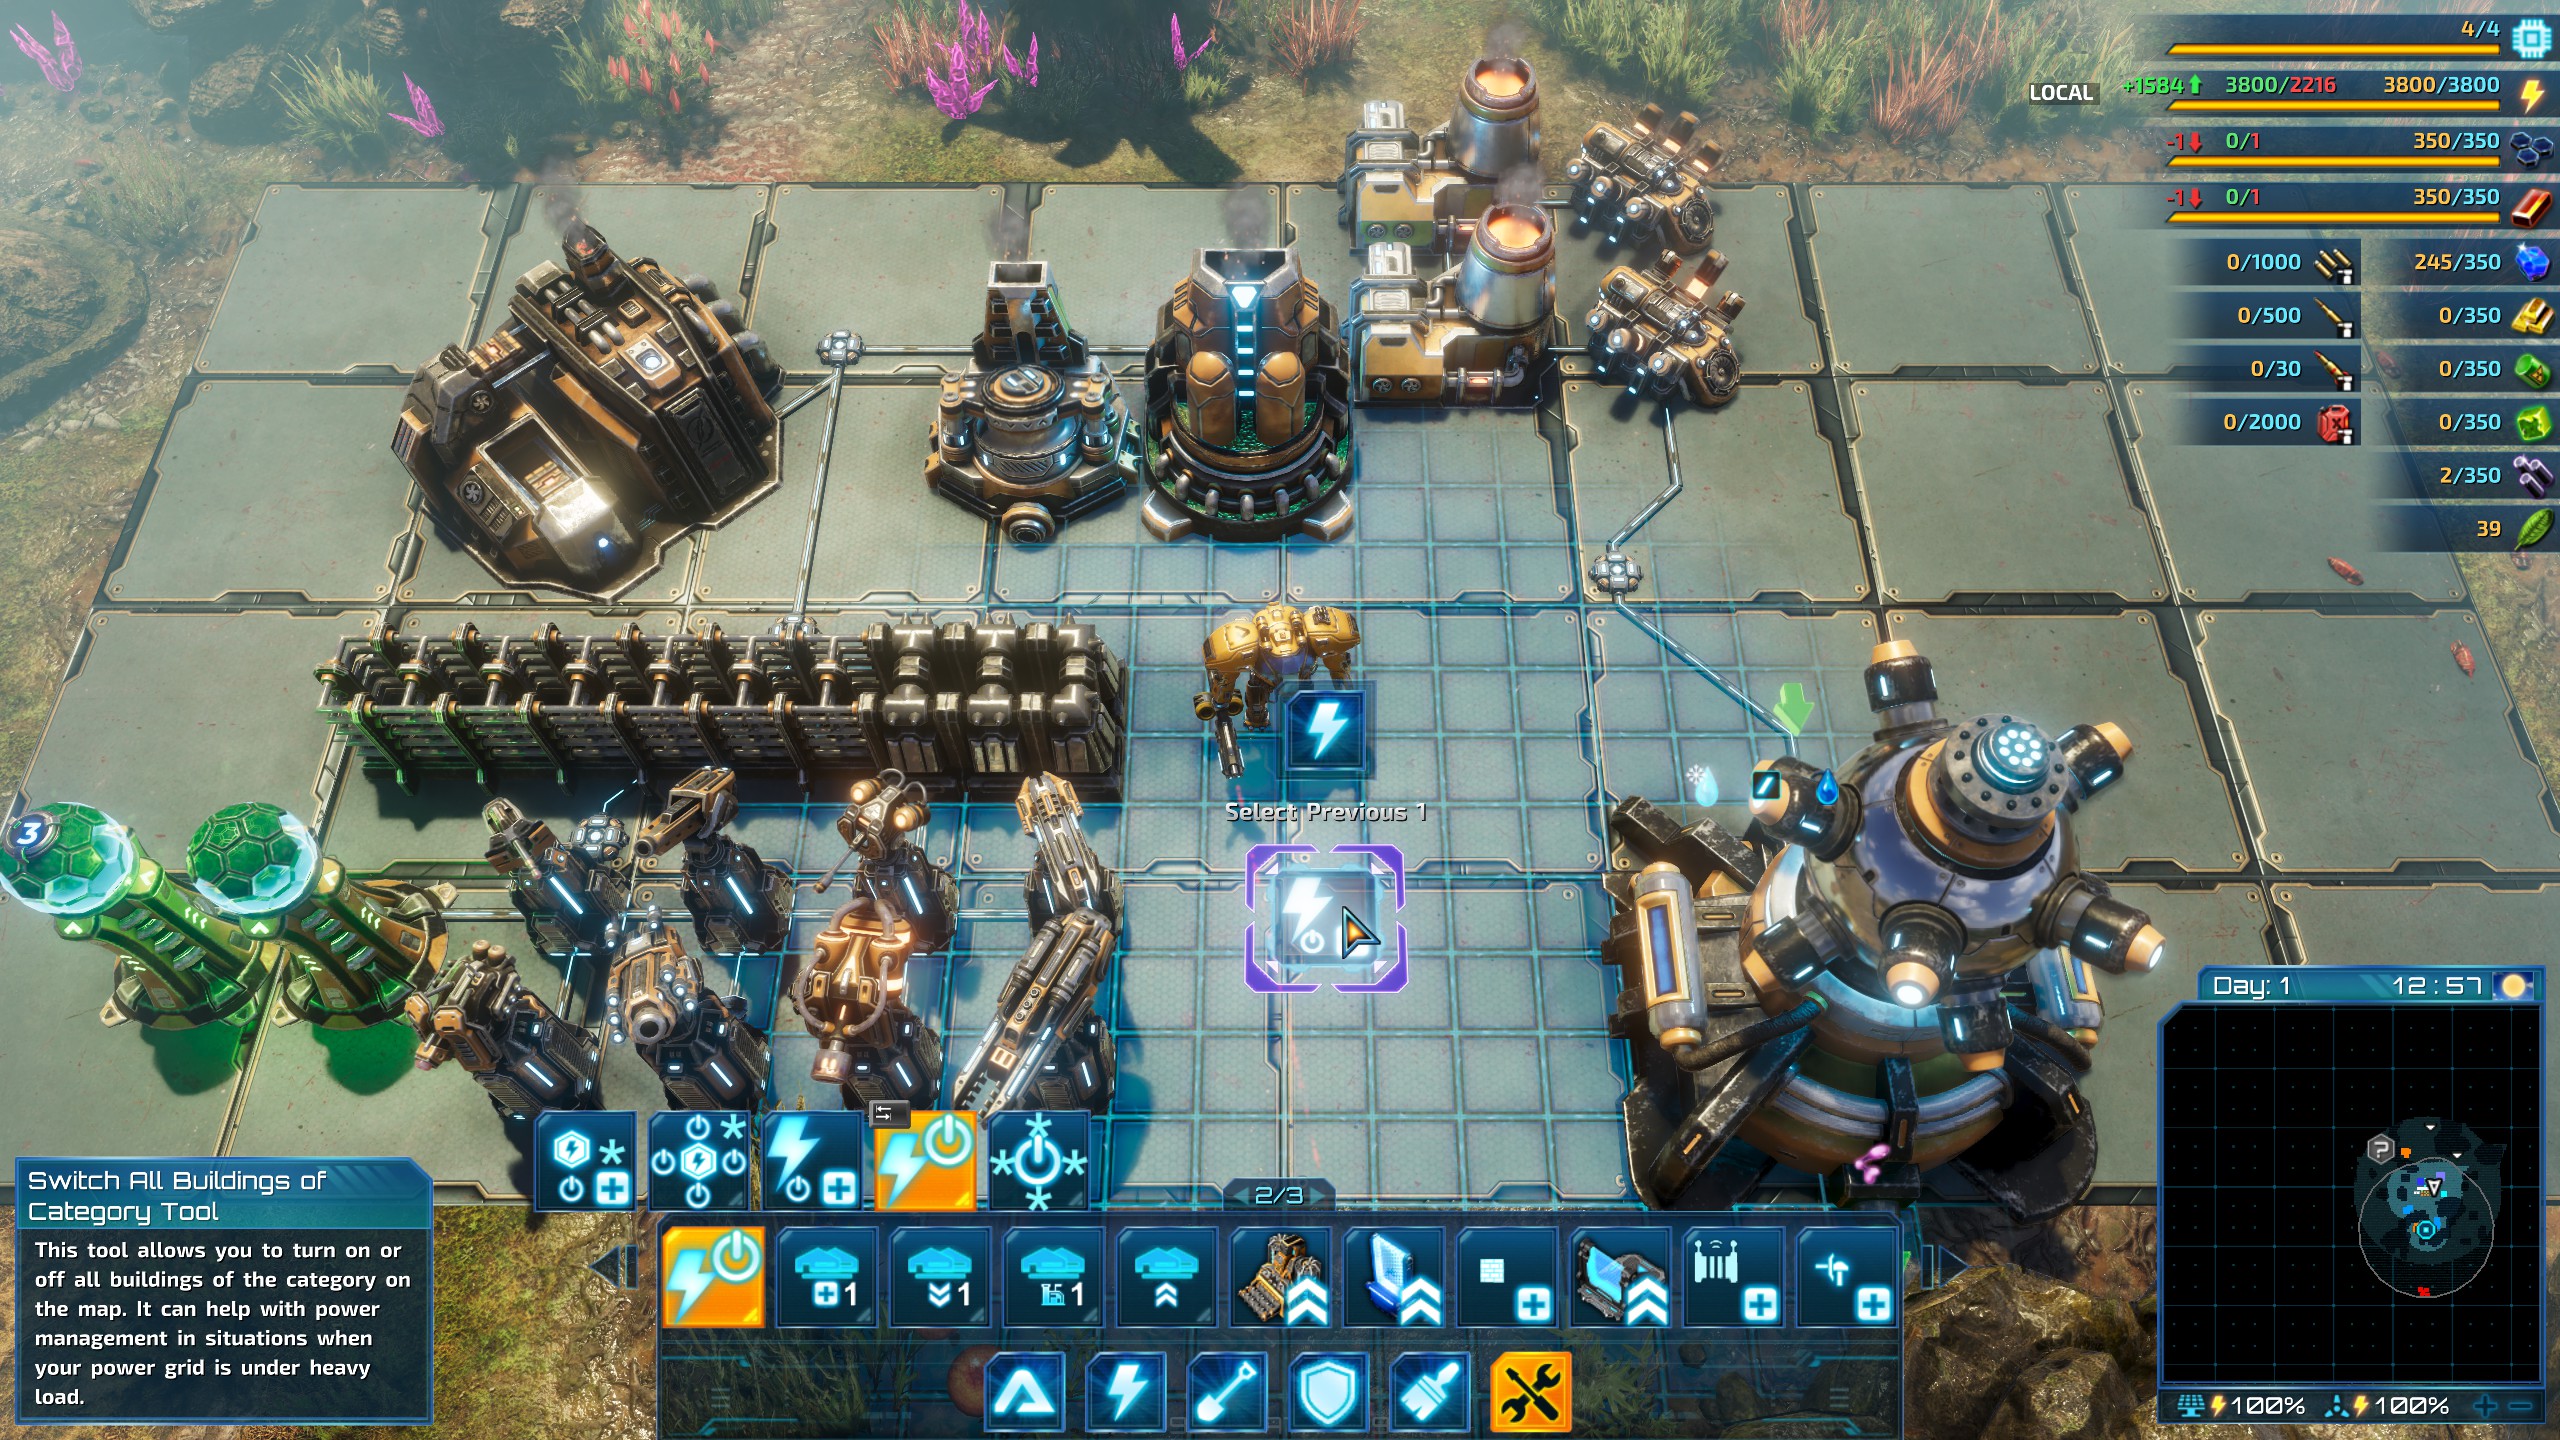 4/4
LOCAL
+1584 3800/2216 3800/3800
-1 0/1 350/350
-1 0/1 350/350
0/1000 245/350
0/500 0/350
0/30 0/350
0/2000 0/350
2/350
39
3
Select Previous 1
Day: 1 12:57
Switch All Buildings of
Category Tool
This tool allows you to turn on or
off all buildings of the category on
the map. It can help with power
management in situations when
your power grid is under heavy
load.
2/3
1
1
1
?
100% 100%